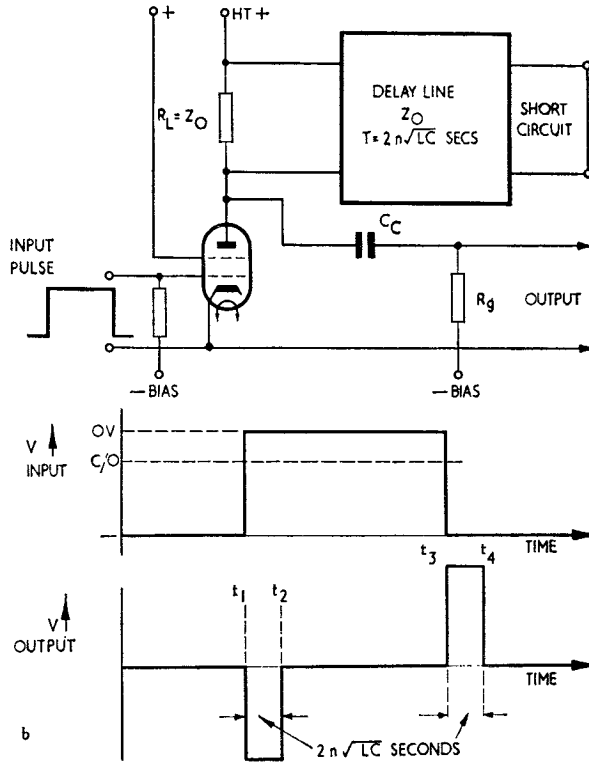 +
HT+
R_L = Z_O
DELAY LINE
Z_O
T = 2n√LC SECS
SHORT
CIRCUIT
C_C
INPUT
PULSE
R_g
OUTPUT
—BIAS
—BIAS
V
INPUT
OV
C/O
—
TIME
t_1
t_2
t_3
t_4
V
OUTPUT
TIME
b
2n√LC SECONDS